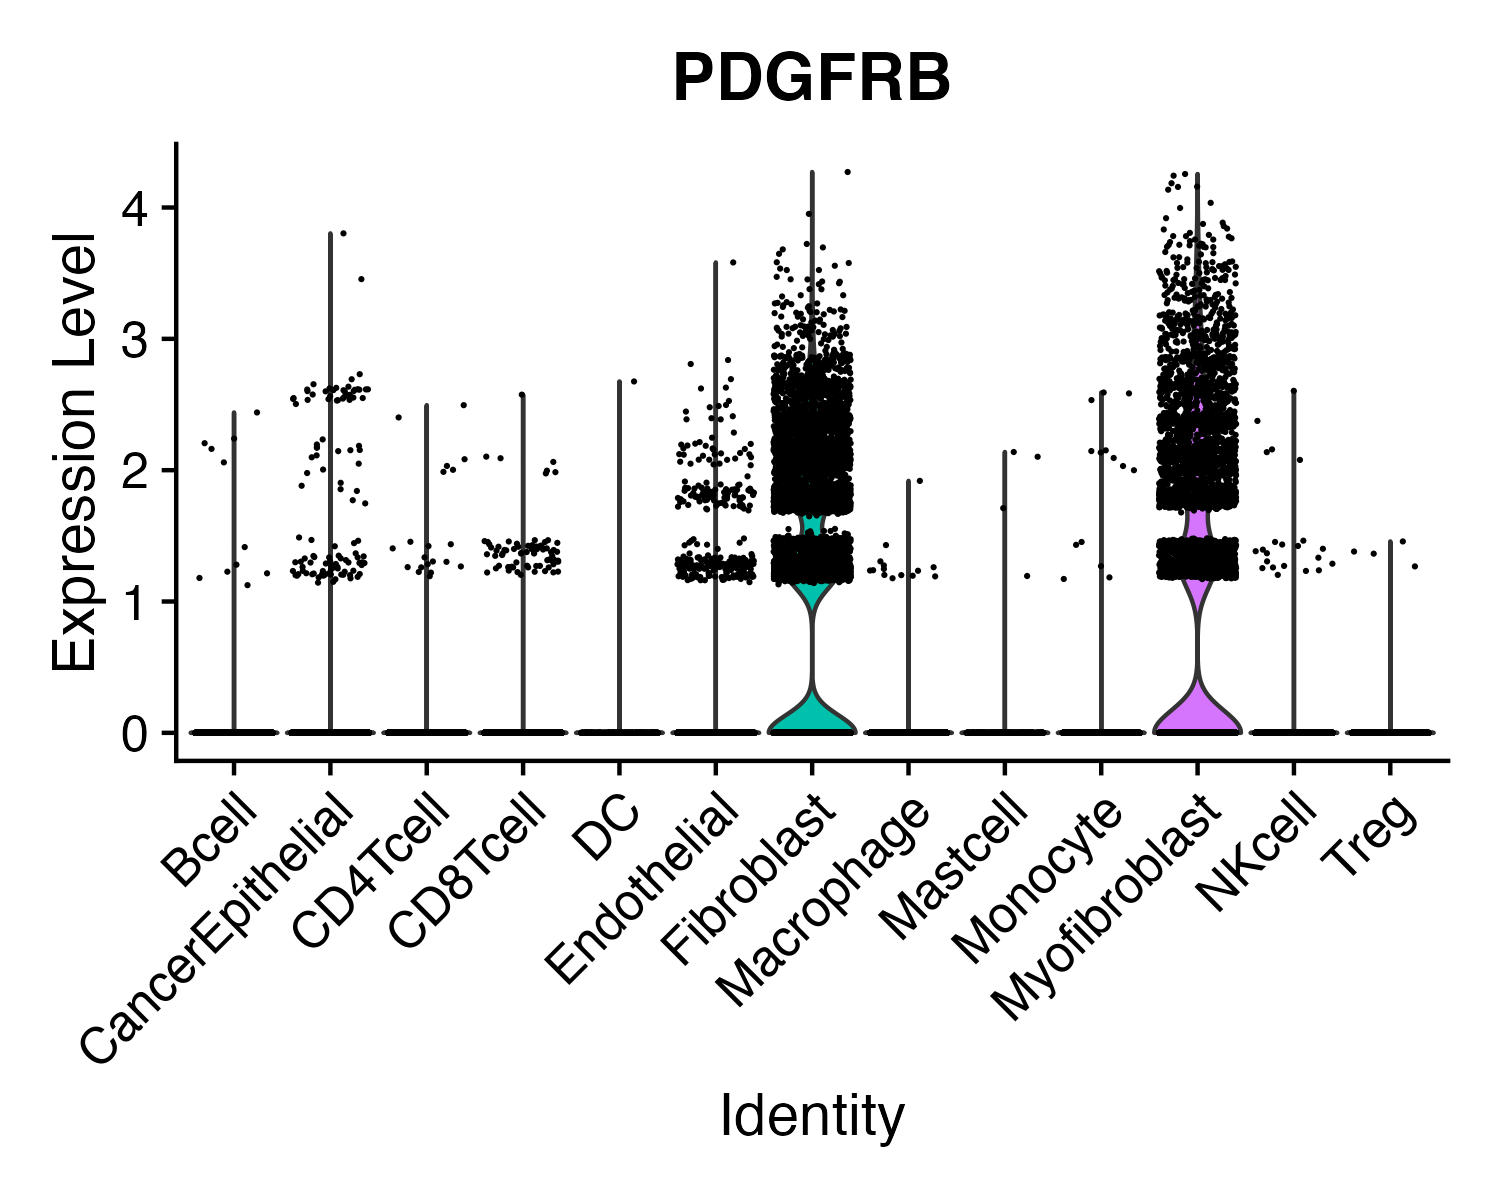 PDGFRB
Expression Level
4
3
2
1
0
Bcell
CancerEpithelial
CD4Tcell
CD8Tcell
DC
Endothelial
Fibroblast
Macrophage
Mastcell
Monocyte
Myofibroblast
NKcell
Treg
Identity